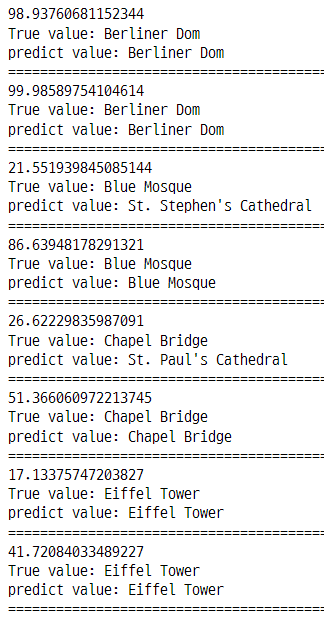 98.93760681152344
True value: Berliner Dom
predict value: Berliner Dom
========================================
99.98589754104614
True value: Berliner Dom
predict value: Berliner Dom
========================================
21.551939845085144
True value: Blue Mosque
predict value: St. Stephen's Cathedral
========================================
86.63948178291321
True value: Blue Mosque
predict value: Blue Mosque
========================================
26.62229835987091
True value: Chapel Bridge
predict value: St. Paul's Cathedral
========================================
51.366060972213745
True value: Chapel Bridge
predict value: Chapel Bridge
========================================
17.13375747203827
True value: Eiffel Tower
predict value: Eiffel Tower
========================================
41.72084033489227
True value: Eiffel Tower
predict value: Eiffel Tower
========================================